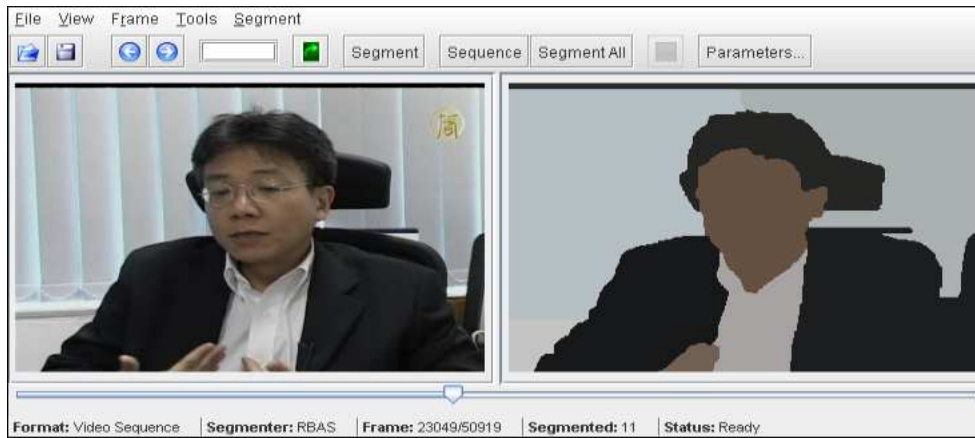 File View Frame Tools Segment
Segment Sequence Segment All Parameters...
Format: Video Sequence Segmenter: RBAS Frame: 23049/50919 Segmented: 11 Status: Ready